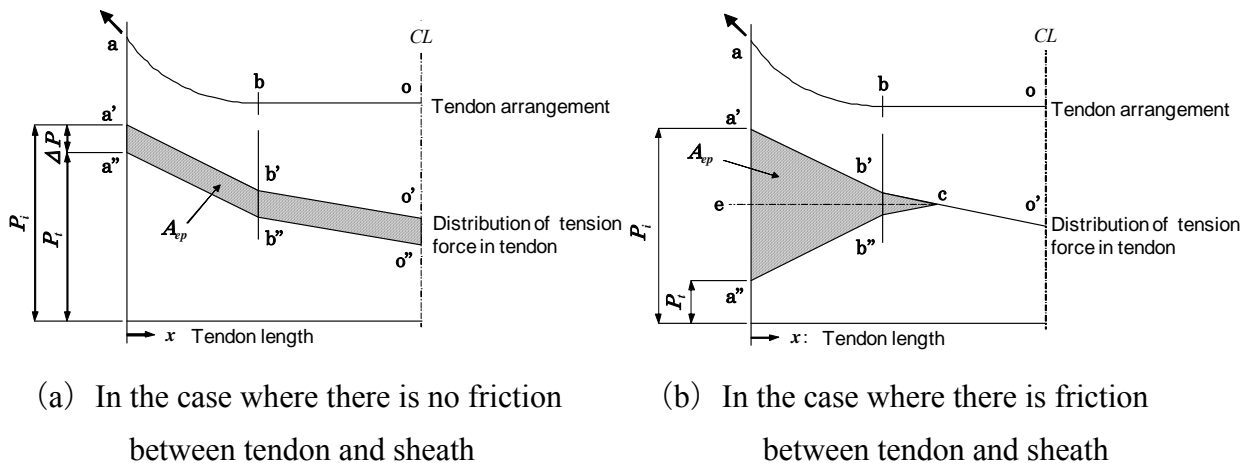 a
b
o
CL
Tendon arrangement
a'
a"
ΔP
P_i
P_t
A_ep
b'
b"
o'
o"
Distribution of tension
force in tendon
x Tendon length
(a) In the case where there is no friction
between tendon and sheath
a
b
o
CL
Tendon arrangement
a'
A_ep
b'
e
c
o'
b"
a"
P_i
P_t
Distribution of tension
force in tendon
x: Tendon length
(b) In the case where there is friction
between tendon and sheath